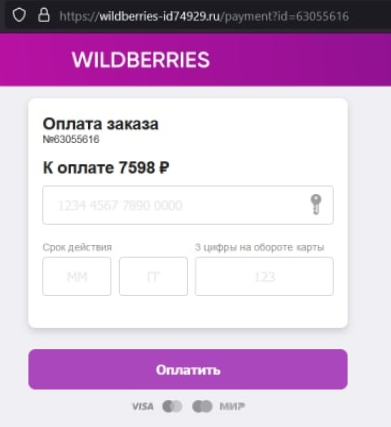 https://wildberries-id74929.ru/payment?id=63055616
WILDBERRIES
Оплата заказа
№63055616
К оплате 7598 ₽
1234 4567 7890 0000
Срок действия
3 цифры на обороте карты
ММ
ГГ
123
Оплатить
VISA МИР